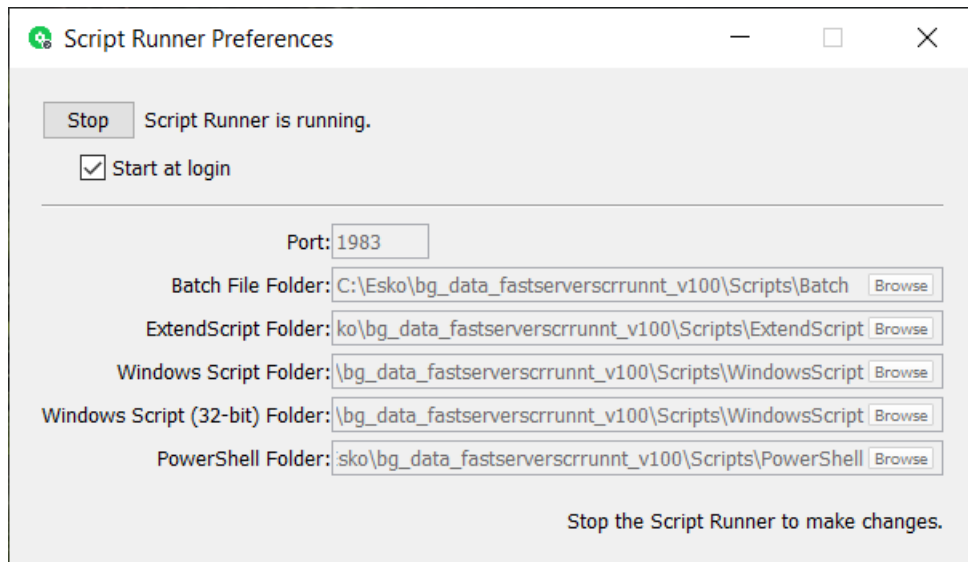 Script Runner Preferences
Stop Script Runner is running.
Start at login
Port: 1983
Batch File Folder: C:\Esko\bg_data_fastserverscrrunnt_v100\Scripts\Batch Browse
ExtendScript Folder: ko\bg_data_fastserverscrrunnt_v100\Scripts\ExtendScript Browse
Windows Script Folder: \bg_data_fastserverscrrunnt_v100\Scripts\WindowsScript Browse
Windows Script (32-bit) Folder: \bg_data_fastserverscrrunnt_v100\Scripts\WindowsScript Browse
PowerShell Folder: sko\bg_data_fastserverscrrunnt_v100\Scripts\PowerShell Browse
Stop the Script Runner to make changes.